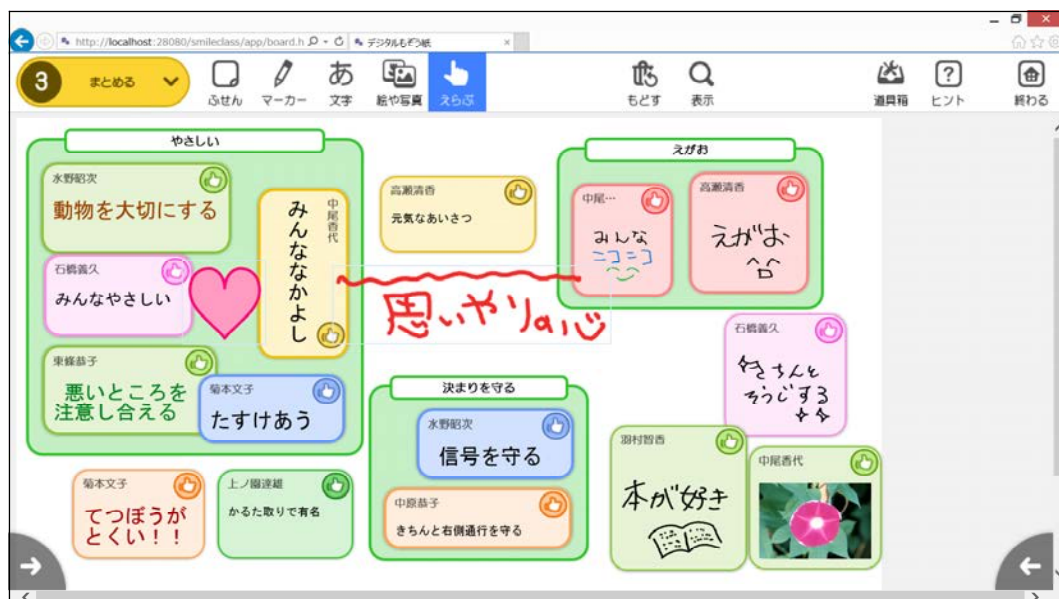 http://localhost:28080/smileclass/app/board.h
デジタルもぞう紙
3
まとめる
ふせん
マーカー
文字
あ
絵や写真
えらぶ
もどす
表示
道具箱
ヒント
終わる
やさしい
水野昭次
動物を大切にする
石橋義久
みんなやさしい
東條恭子
悪いところを
注意し合える
中尾香代
みんななかよし
菊本文子
たすけあう
高瀬清香
元気なあいさつ
思いやりの心
えがお
中尾…
みんな
ニコニコ
高瀬清香
えがお
決まりを守る
水野昭次
信号を守る
中原恭子
きちんと右側通行を守る
石橋義久
きちんと
そうじする
羽村智香
本が好き
中尾香代
菊本文子
てつぼうが
とくい!!
上ノ園達雄
かるた取りで有名